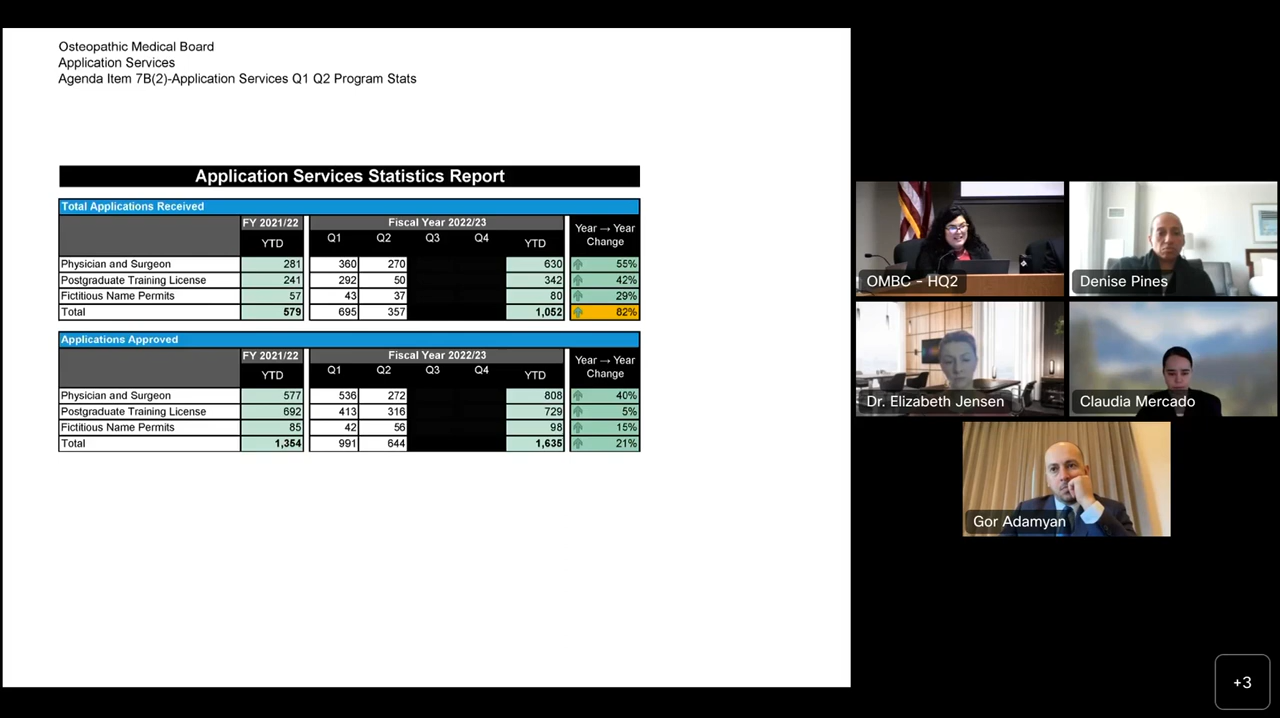 Osteopathic Medical Board
Application Services
Agenda Item 7B(2)-Application Services Q1 Q2 Program Stats
Application Services Statistics Report
Total Applications Received
FY 2021/22 Fiscal Year 2022/23 Year → Year Change
YTD Q1 Q2 Q3 Q4 YTD
Physician and Surgeon 281 360 270 630 55%
Postgraduate Training License 241 292 50 342 42%
Fictitious Name Permits 57 43 37 80 29%
Total 579 695 357 1,052 82%
Applications Approved
FY 2021/22 Fiscal Year 2022/23 Year → Year Change
YTD Q1 Q2 Q3 Q4 YTD
Physician and Surgeon 577 536 272 808 40%
Postgraduate Training License 692 413 316 729 5%
Fictitious Name Permits 85 42 56 98 15%
Total 1,354 991 644 1,635 21%
OMBC - HQ2
Denise Pines
Dr. Elizabeth Jensen
Claudia Mercado
Gor Adamyan
+3